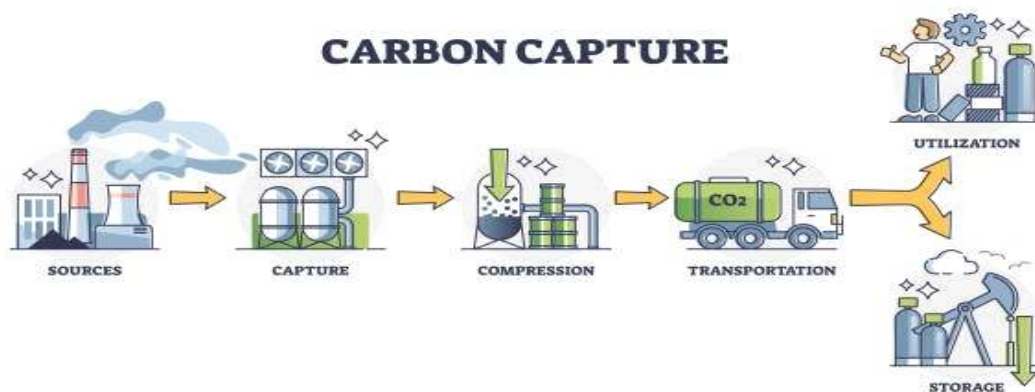 CARBON CAPTURE
UTILIZATION
CO2
SOURCES
CAPTURE
COMPRESSION
TRANSPORTATION
STORAGE